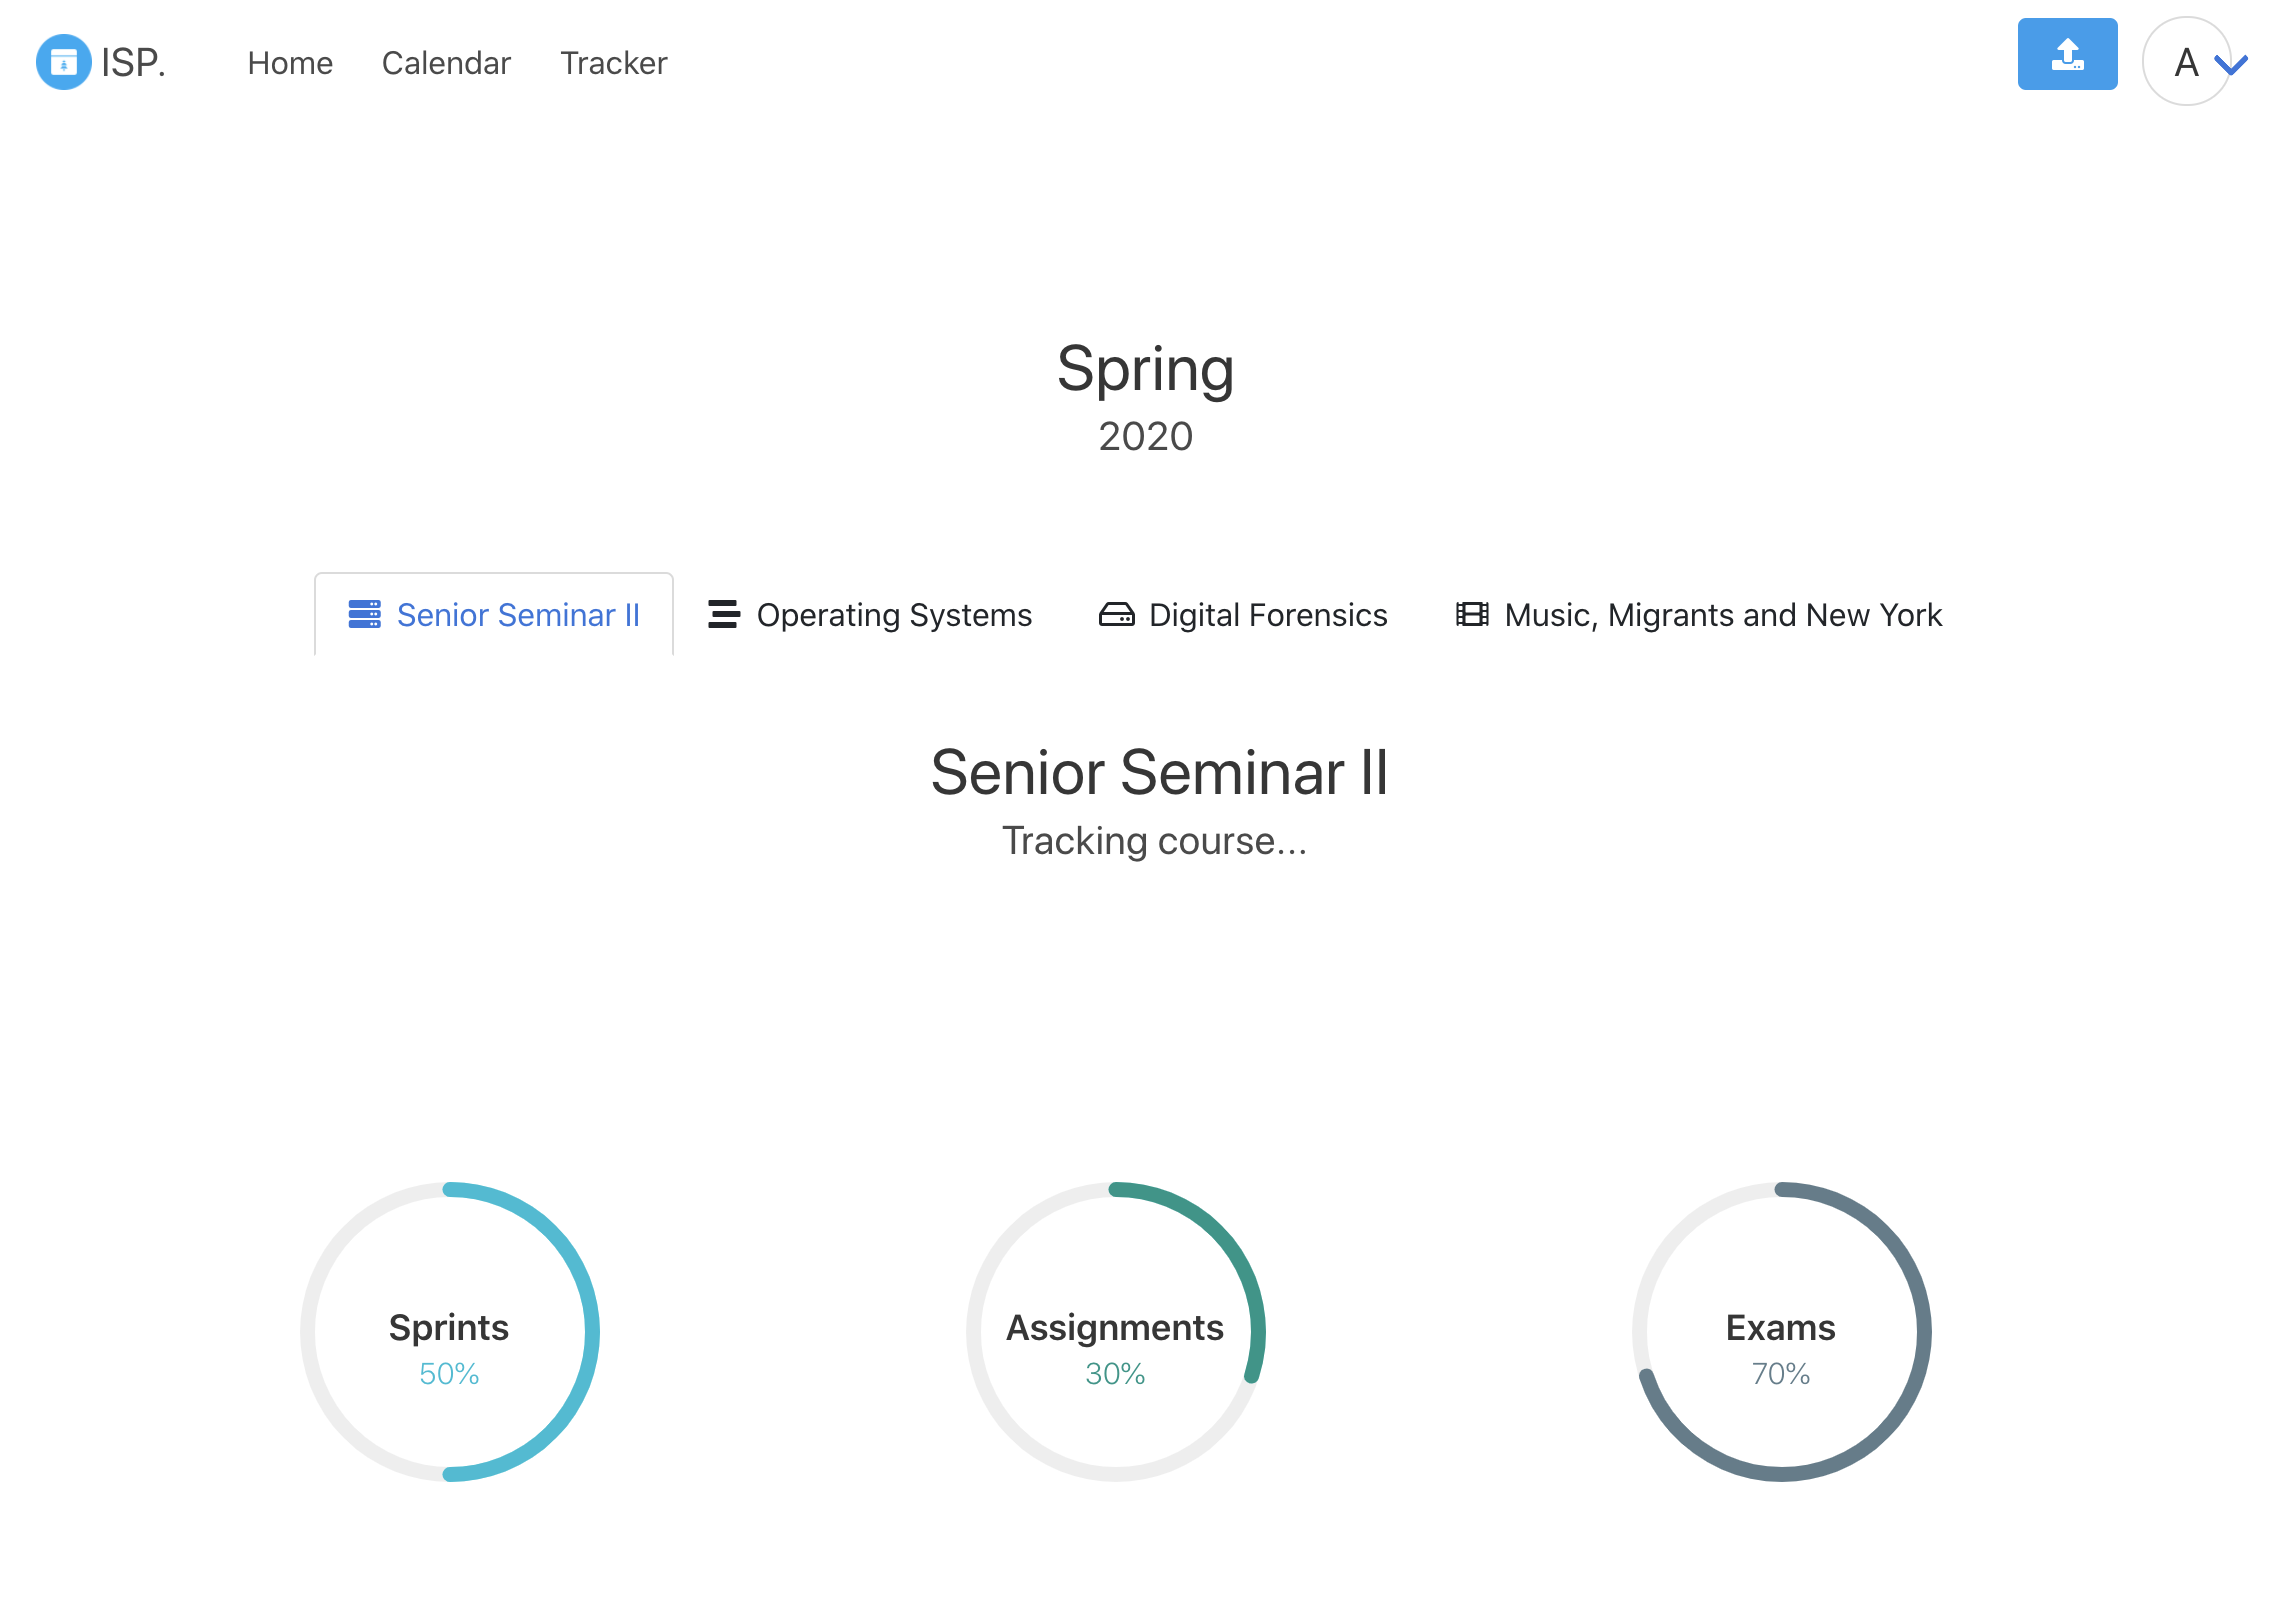 ISP. Home Calendar Tracker A
Spring
2020
Senior Seminar II Operating Systems Digital Forensics Music, Migrants and New York
Senior Seminar II
Tracking course...
Sprints Assignments Exams
50% 30% 70%